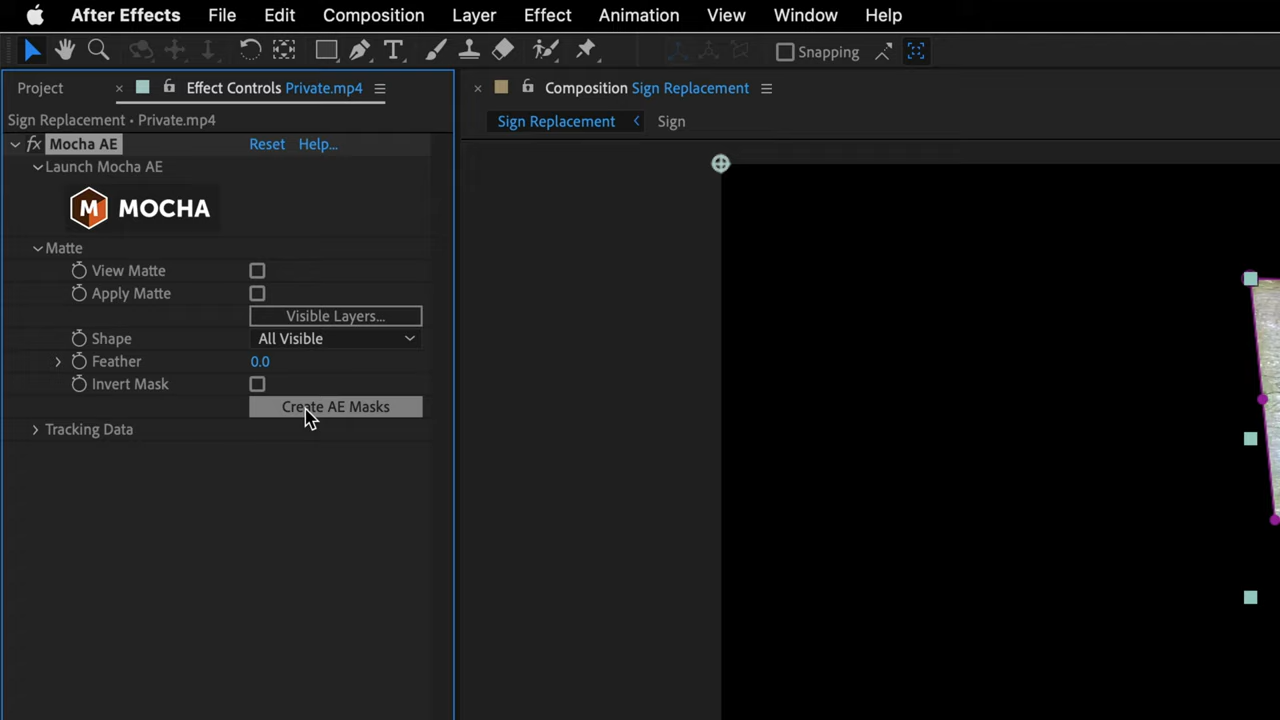 After Effects File Edit Composition Layer Effect Animation View Window Help
T Snapping
Project × Effect Controls Private.mp4 × Composition Sign Replacement
Sign Replacement • Private.mp4
Sign Replacement < Sign
fx Mocha AE Reset Help...
Launch Mocha AE
M MOCHA
Matte
View Matte
Apply Matte
Visible Layers...
Shape All Visible
Feather 0.0
Invert Mask
Create AE Masks
Tracking Data